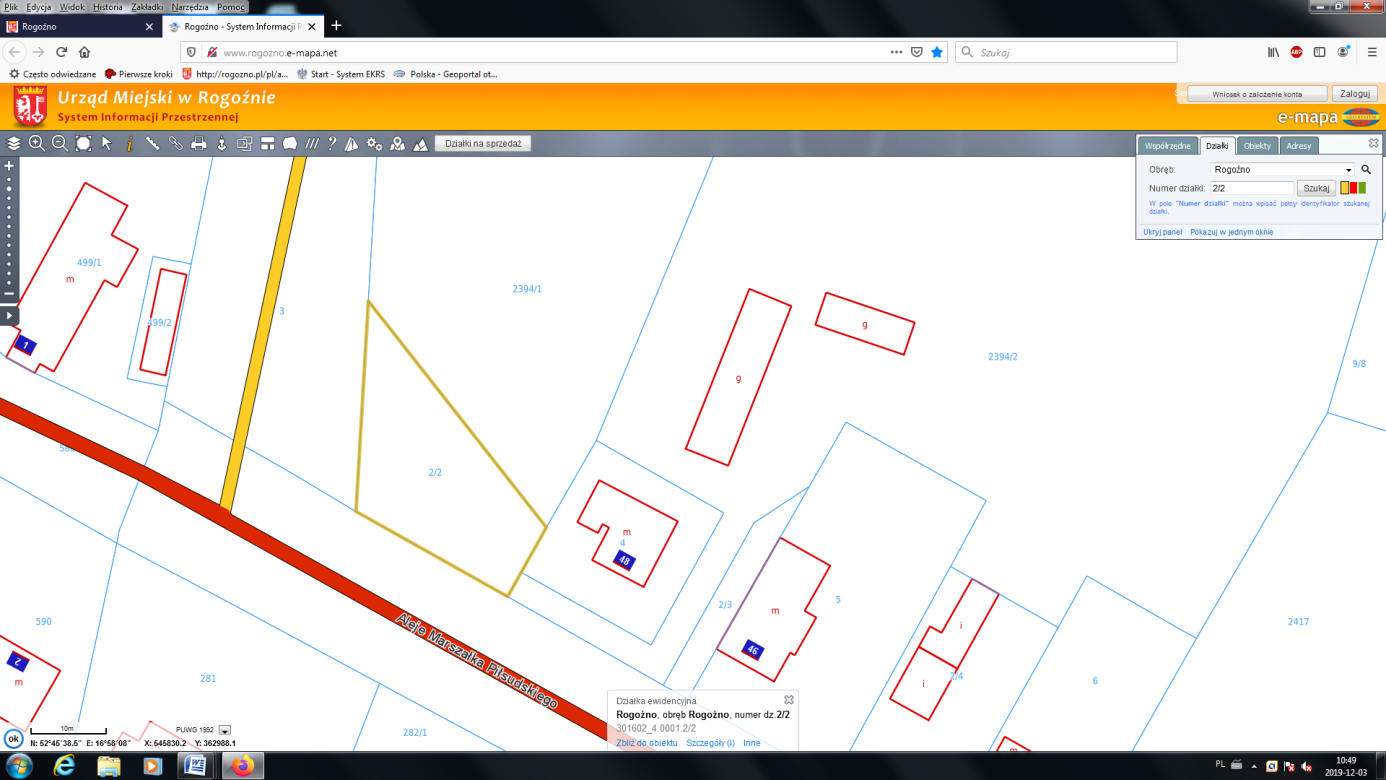 Plik Edycja Widok Historia Zakładki Narzędzia Pomoc
Rogoźno
Rogoźno - System Informacji P
www.rogozno.e-mapa.net
Szukaj
Często odwiedzane Pierwsze kroki http://rogozno.pl/pl/a... Start - System EKRS Polska - Geoportal ot...
Urząd Miejski w Rogoźnie
System Informacji Przestrzennej
Wniosek o założenie konta Zaloguj
e-mapa
Działki na sprzedaż
Współrzędne Działki Obiekty Adresy
Obręb: Rogoźno
Numer działki: 2/2 Szukaj
W pole "Numer działki" można wpisać pełny identyfikator szukanej
działki.
Ukryj panel Pokazuj w jednym oknie
499/1
m
499/2
1
3
2394/1
g
g
2394/2
9/8
588
2/2
m
4
48
2/3
m
46
5
i
i
2/4
6
2417
590
2
m
281
282/1
m
Aleje Marszałka Piłsudskiego
Działka ewidencyjna
Rogoźno, obręb Rogoźno, numer dz. 2/2
301602_4.0001.2/2
Zbliż do obiektu Szczegóły (i) Inne
10m
PUWG 1992
ok
N: 52°45'38.5" E: 16°58'08" X: 545830.2 Y: 362988.1
PL
10:49
2019-12-03